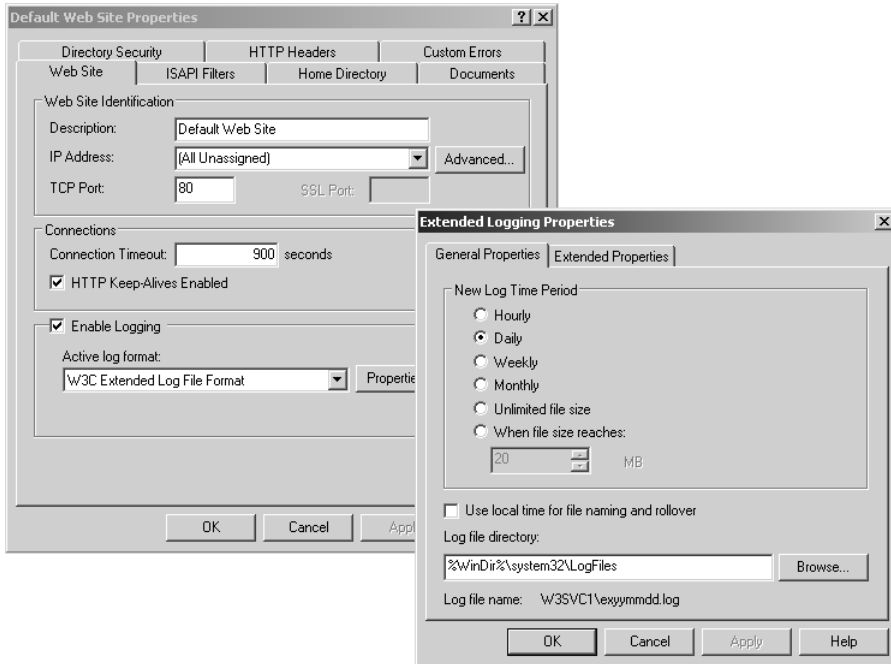 Default Web Site Properties
Directory Security HTTP Headers Custom Errors
Web Site ISAPI Filters Home Directory Documents
Web Site Identification
Description: Default Web Site
IP Address: (All Unassigned) Advanced...
TCP Port: 80 SSL Port:
Connections
Connection Timeout: 900 seconds
HTTP Keep-Alives Enabled
Enable Logging
Active log format:
W3C Extended Log File Format Propertie
OK Cancel Appl
Extended Logging Properties
General Properties Extended Properties
New Log Time Period
Hourly
Daily
Weekly
Monthly
Unlimited file size
When file size reaches:
20 MB
Use local time for file naming and rollover
Log file directory:
%WinDir%\system32\LogFiles Browse...
Log file name: W3SVC1\exyymmdd.log
OK Cancel Apply Help